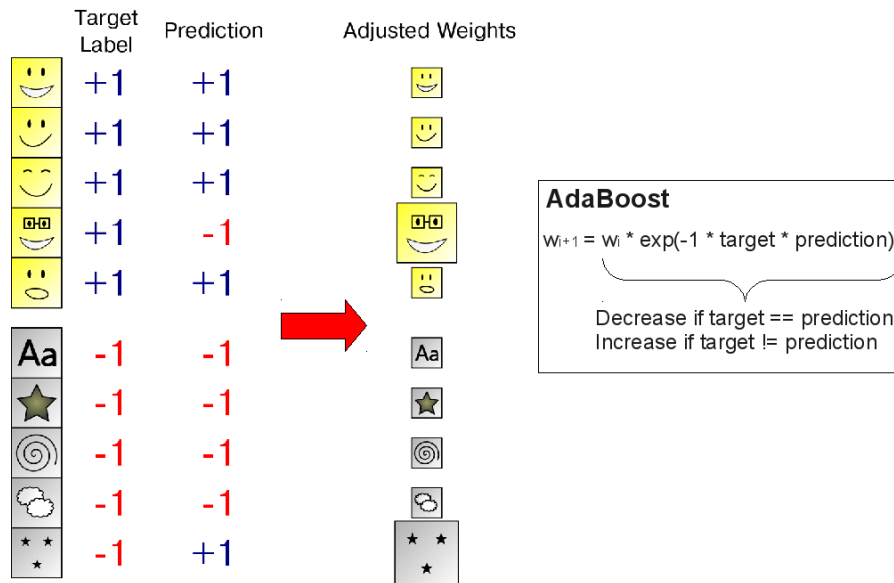 Target Label Prediction Adjusted Weights
+1 +1
+1 +1
+1 +1
+1 -1
+1 +1
Aa -1 -1 Aa
-1 -1
-1 -1
-1 -1
-1 +1
AdaBoost
wi+1 = wi * exp(-1 * target * prediction)
Decrease if target == prediction
Increase if target != prediction